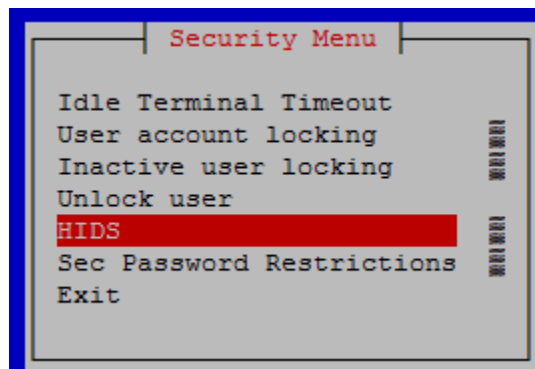 Security Menu
Idle Terminal Timeout
User account locking
Inactive user locking
Unlock user
HIDS
Sec Password Restrictions
Exit